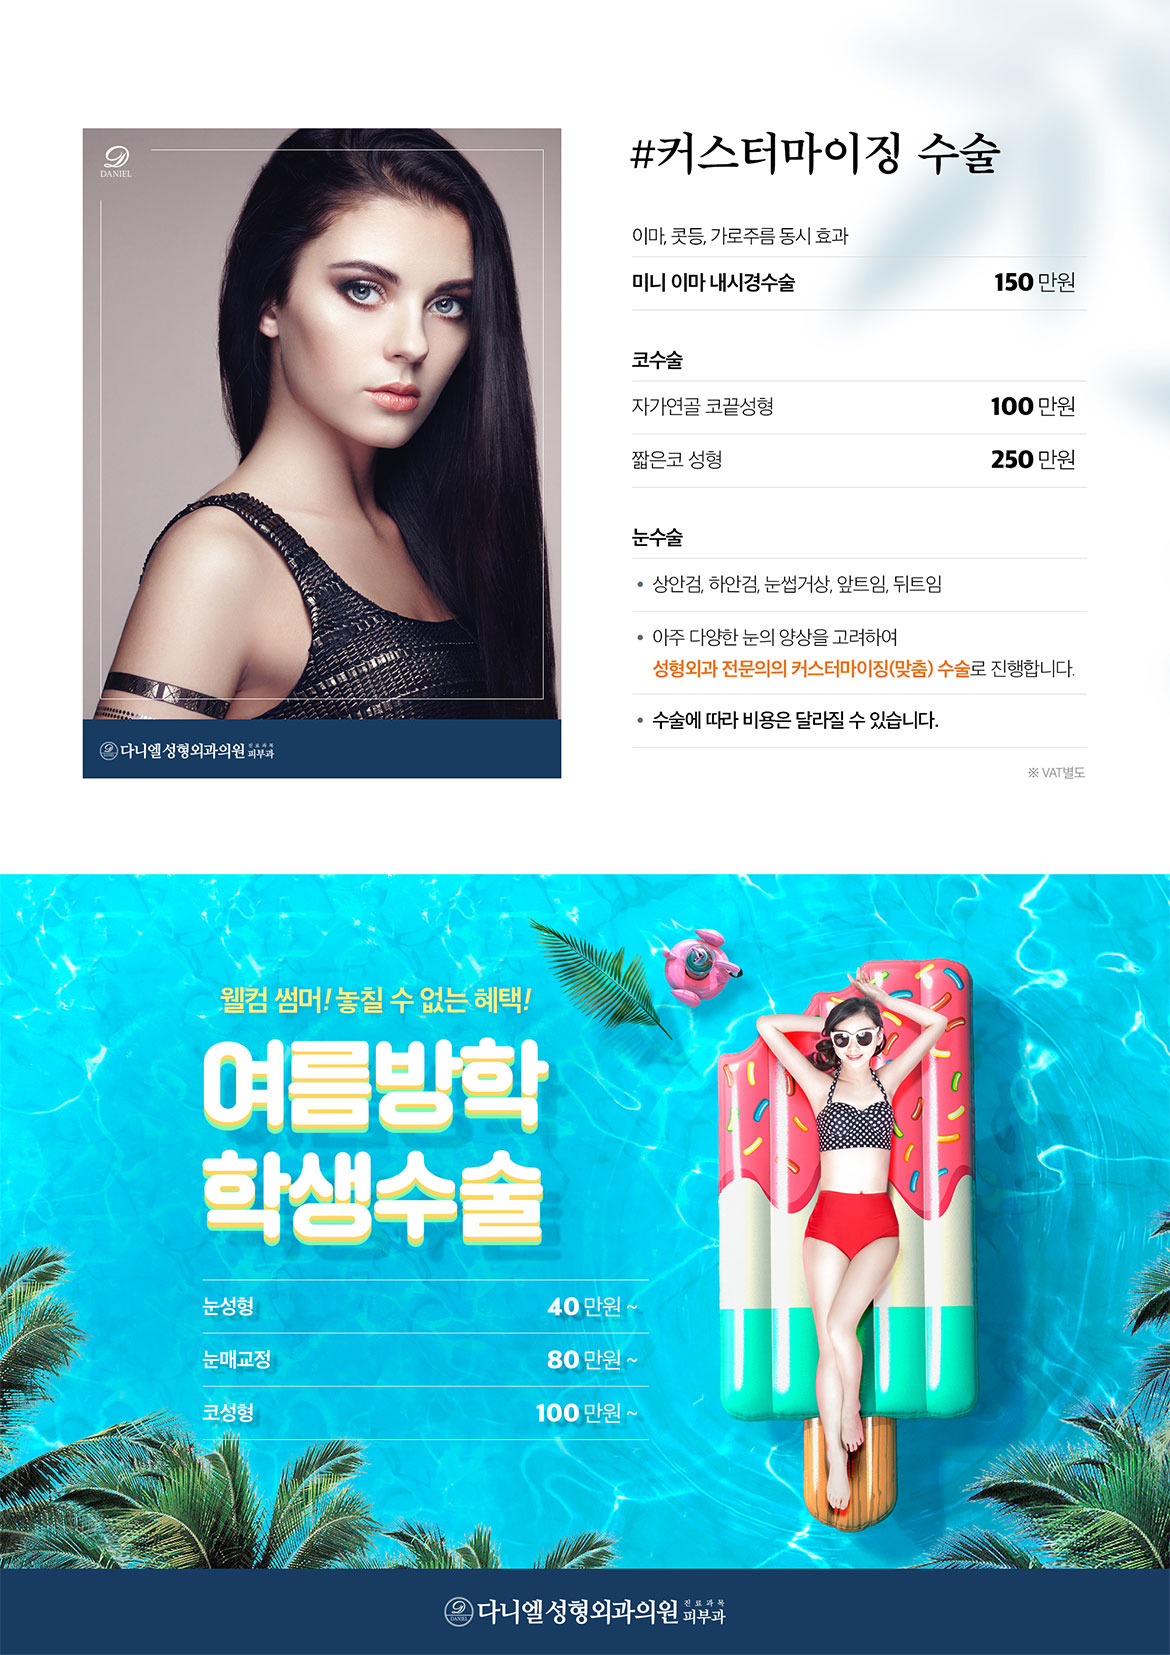 DANIEL
#커스터마이징 수술
이마, 콧등, 가로주름 동시 효과
미니 이마 내시경수술 150 만원
코수술
자가연골 코끝성형 100 만원
짧은코 성형 250 만원
눈수술
• 상안검, 하안검, 눈썹거상, 앞트임, 뒤트임
• 아주 다양한 눈의 양상을 고려하여
성형외과 전문의의 커스터마이징(맞춤) 수술로 진행합니다.
• 수술에 따라 비용은 달라질 수 있습니다.
※ VAT별도
다니엘성형외과의원 진료과목 피부과
웰컴 썸머! 놓칠 수 없는 혜택!
여름방학
학생수술
눈성형 40 만원 ~
눈매교정 80 만원 ~
코성형 100 만원 ~
DANIEL 다니엘성형외과의원 진료과목 피부과